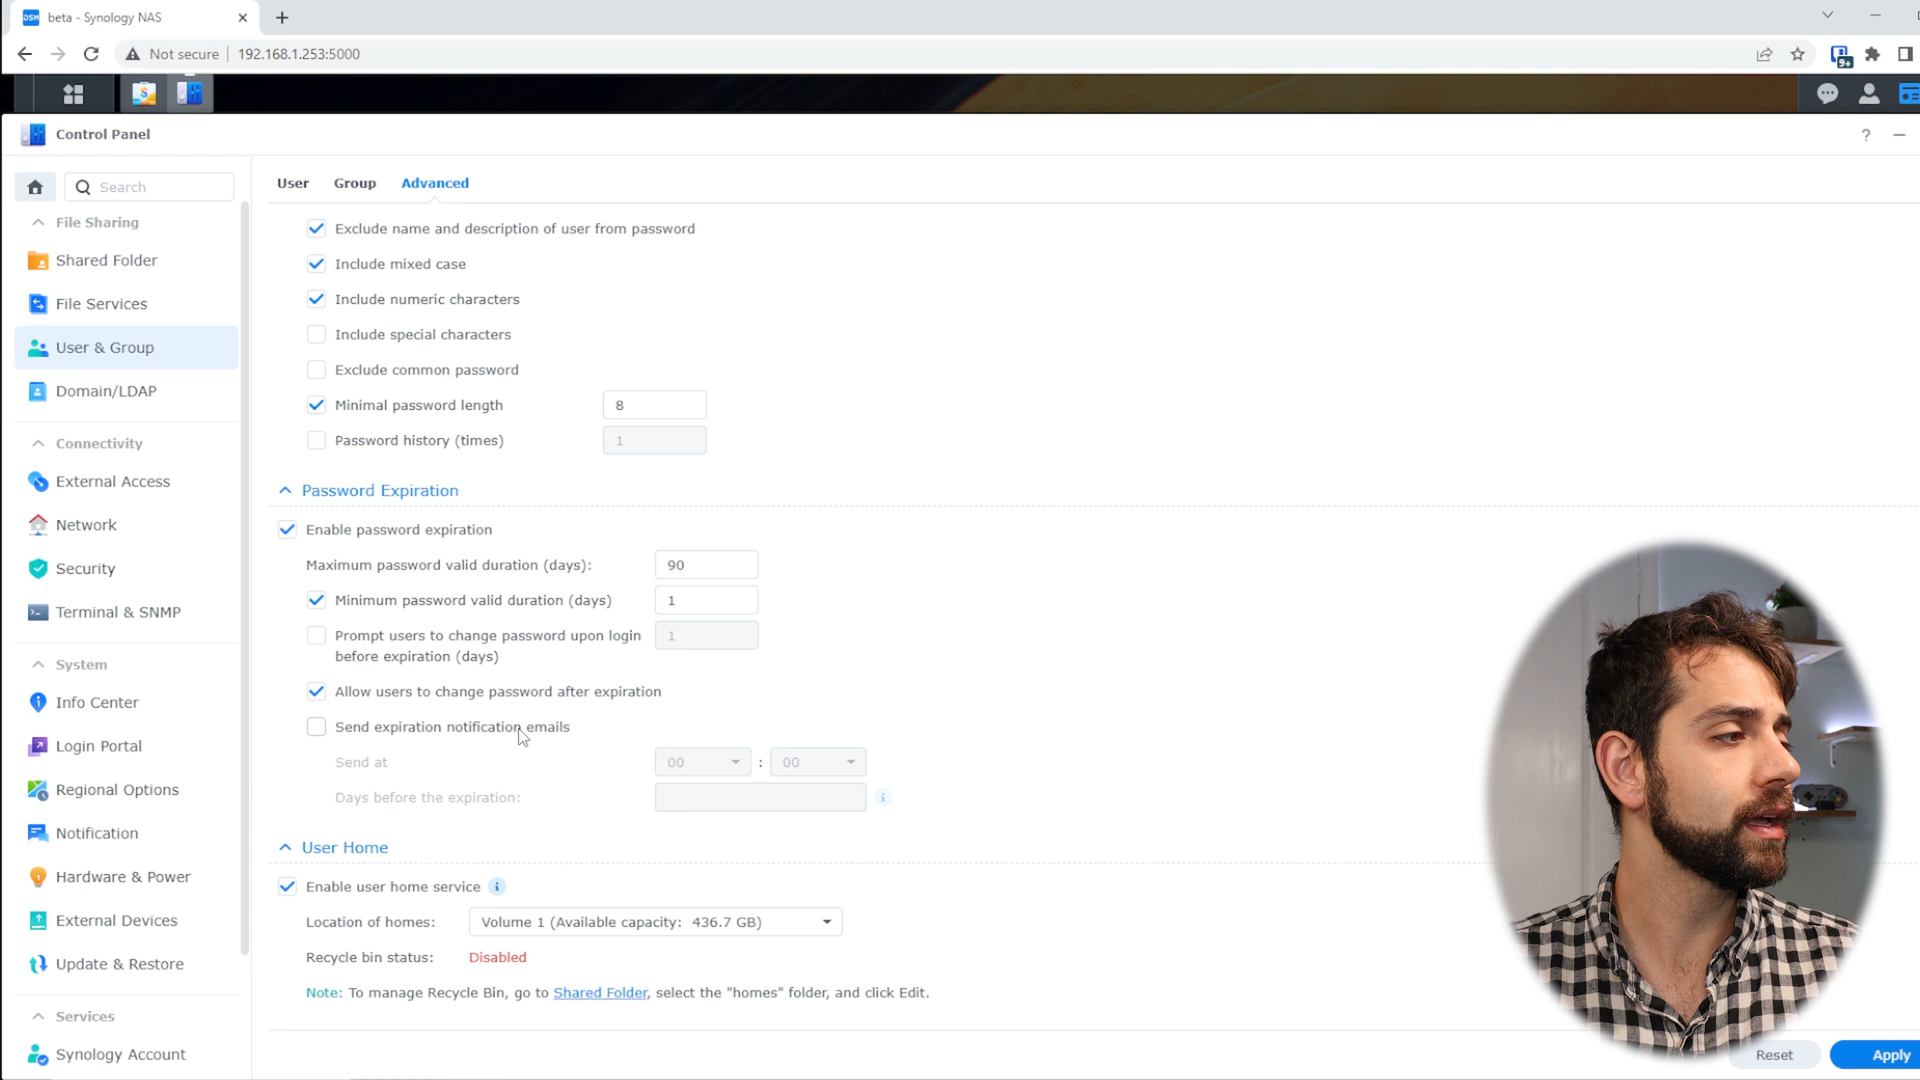 beta - Synology NAS
Not secure 192.168.1.253:5000
9+
Control Panel
?
Search
User Group Advanced
File Sharing
Shared Folder
File Services
User & Group
Domain/LDAP
Connectivity
External Access
Network
Security
Terminal & SNMP
System
Info Center
Login Portal
Regional Options
Notification
Hardware & Power
External Devices
Update & Restore
Services
Synology Account
Exclude name and description of user from password
Include mixed case
Include numeric characters
Include special characters
Exclude common password
Minimal password length 8
Password history (times) 1
Password Expiration
Enable password expiration
Maximum password valid duration (days): 90
Minimum password valid duration (days) 1
Prompt users to change password upon login 1
before expiration (days)
Allow users to change password after expiration
Send expiration notification emails
Send at 00 : 00
Days before the expiration:
User Home
Enable user home service
Location of homes: Volume 1 (Available capacity: 436.7 GB)
Recycle bin status: Disabled
Note: To manage Recycle Bin, go to Shared Folder, select the "homes" folder, and click Edit.
Reset Apply